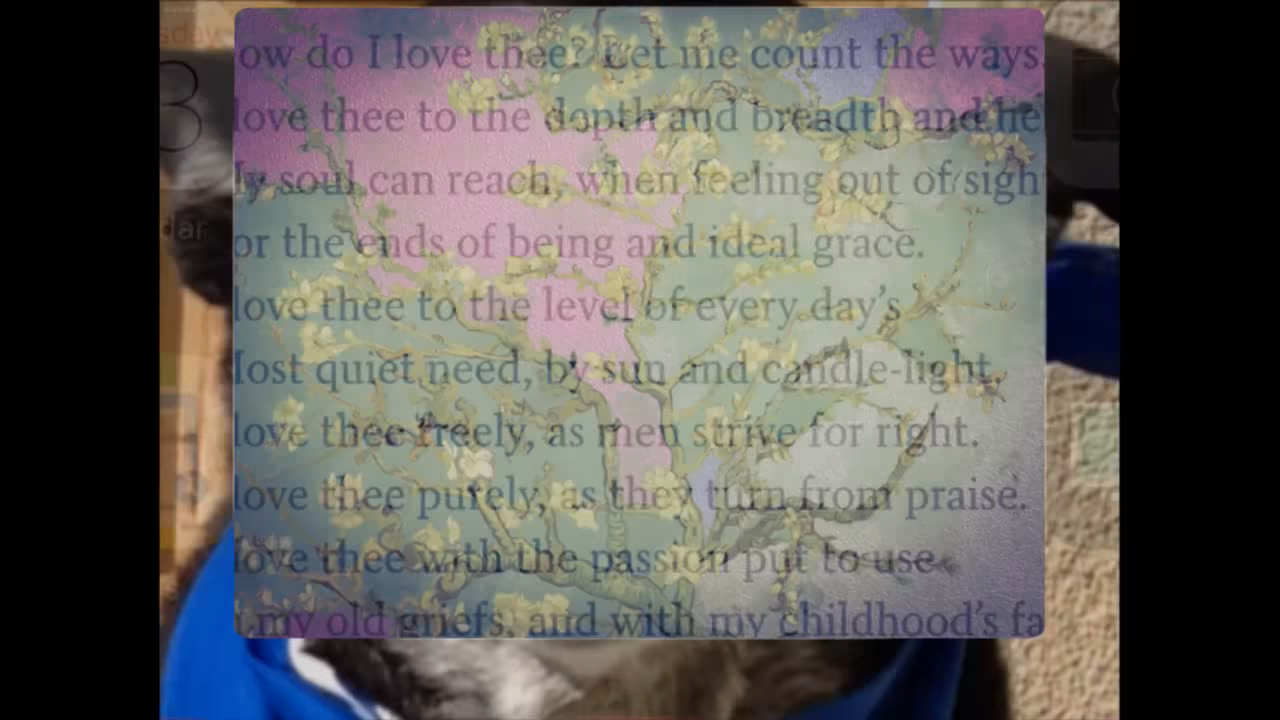 ow do I love thee? Let me count the ways.
love thee to the depth and breadth and he
y soul can reach, when feeling out of sigh
or the ends of being and ideal grace.
love thee to the level of every day's
ost quiet need, by sun and candle-light.
love thee freely, as men strive for right.
love thee purely, as they turn from praise.
love thee with the passion put to use
my old griefs, and with my childhood's fa
sday
3
dar